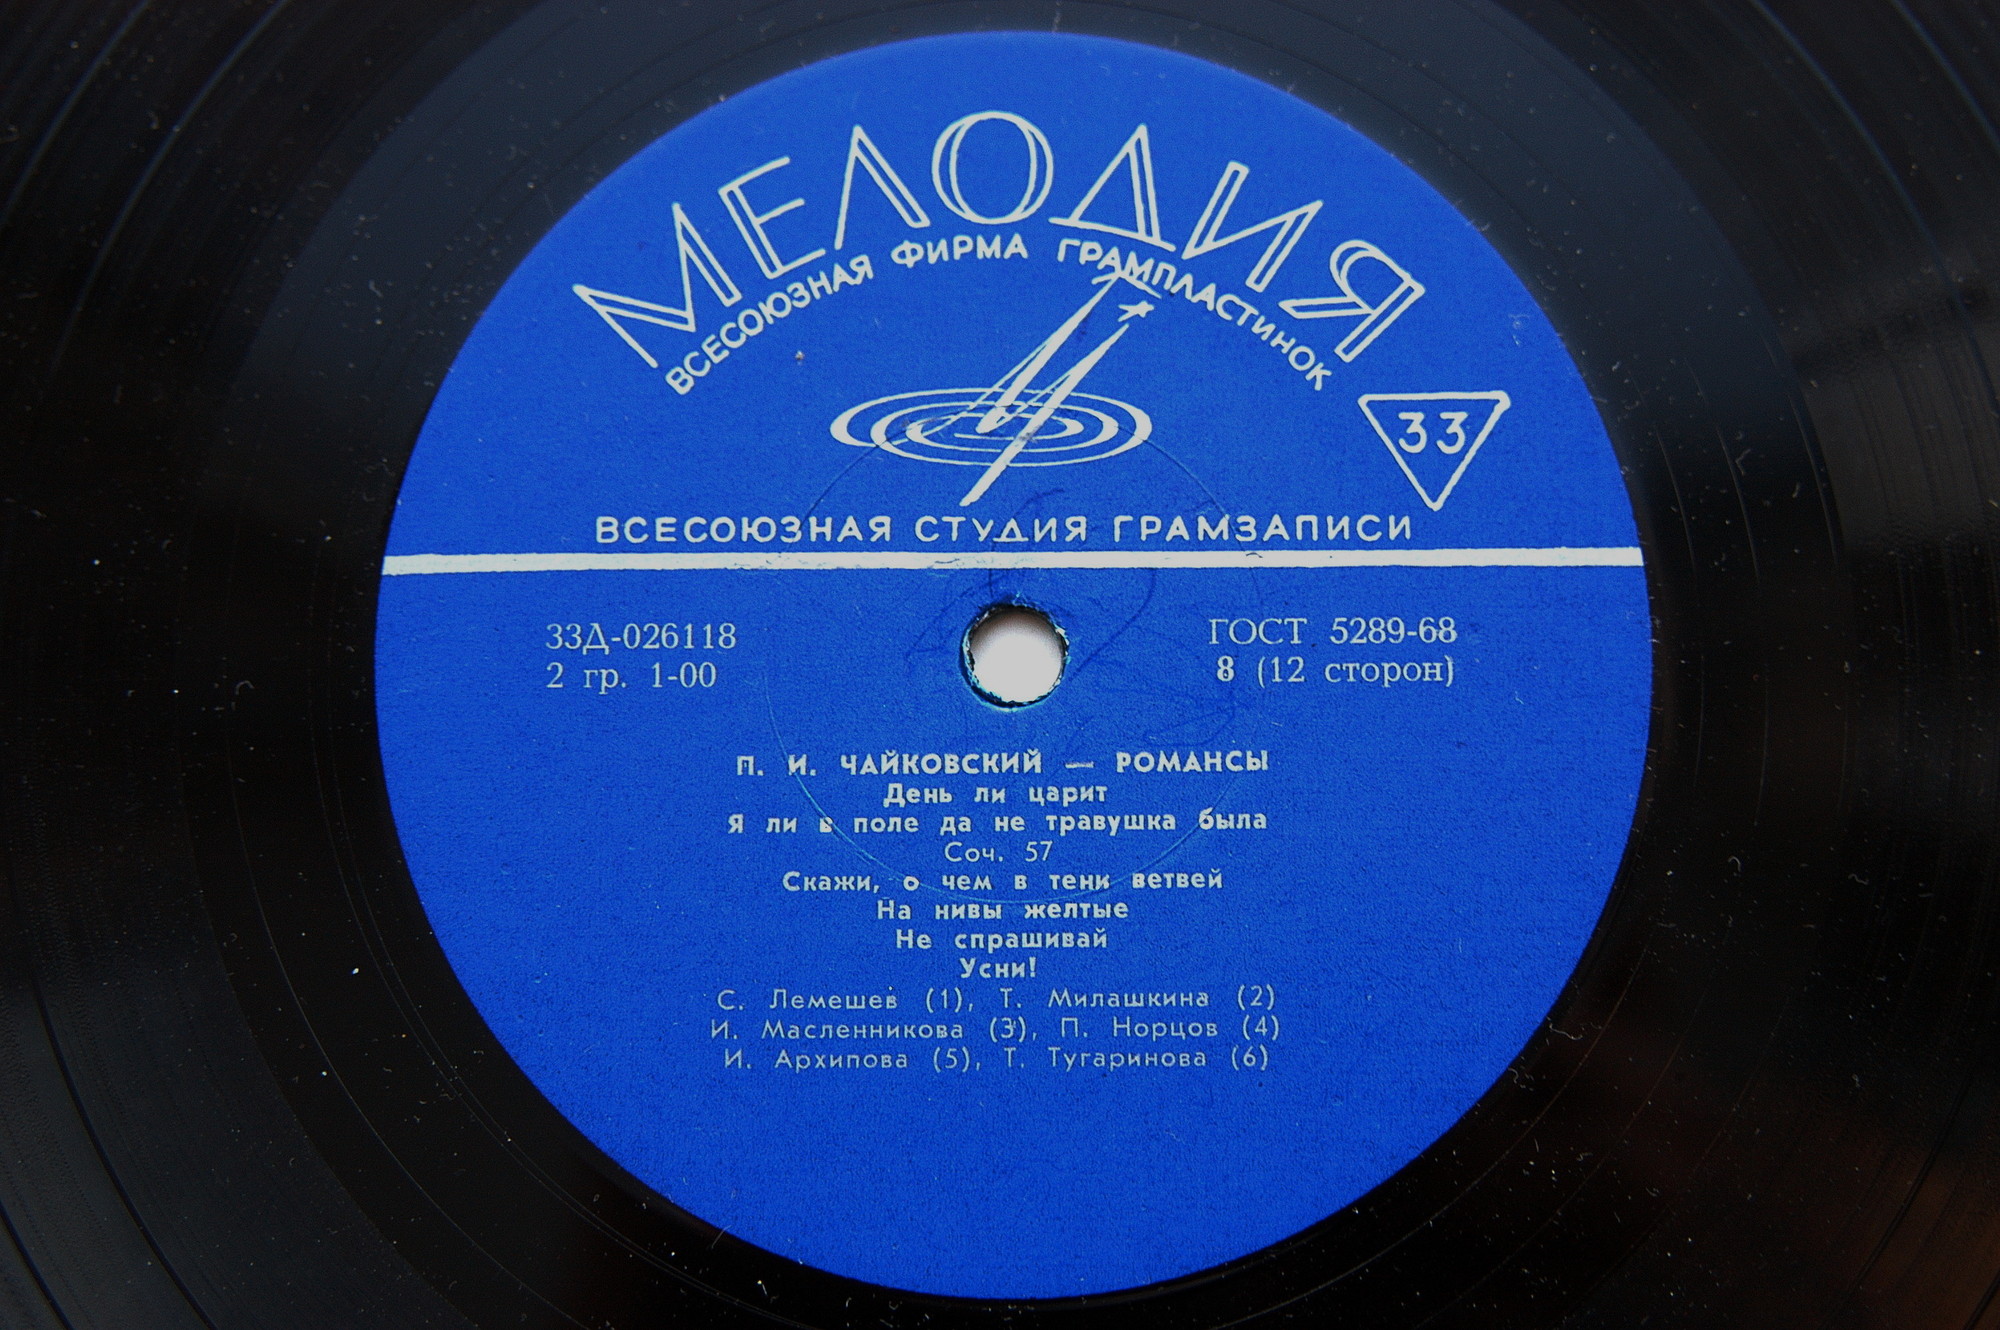 МЕЛОДИЯ
ВСЕСОЮЗНАЯ ФИРМА ГРАМПЛАСТИНОК
33
ВСЕСОЮЗНАЯ СТУДИЯ ГРАМЗАПИСИ
33Д-026118
2 гр. 1-00
ГОСТ 5289-68
8 (12 сторон)
П. И. ЧАЙКОВСКИЙ — РОМАНСЫ
День ли царит
Я ли в поле да не травушка была
Соч. 57
Скажи, о чем в тени ветвей
На нивы желтые
Не спрашивай
Усни!
С. Лемешев (1), Т. Милашкина (2)
И. Масленникова (3), П. Норцов (4)
И. Архипова (5), Т. Тугаринова (6)